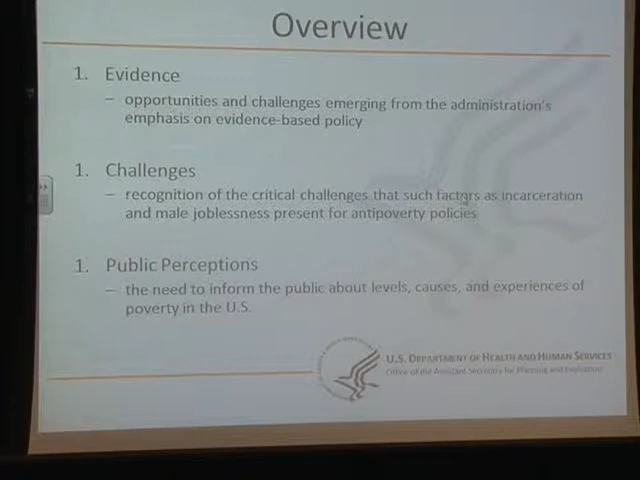 Overview
1. Evidence
– opportunities and challenges emerging from the administration's
emphasis on evidence-based policy
1. Challenges
– recognition of the critical challenges that such factors as incarceration
and male joblessness present for antipoverty policies
1. Public Perceptions
– the need to inform the public about levels, causes, and experiences of
poverty in the U.S.
U.S. Department of Health and Human Services
Office of the Assistant Secretary for Planning and Evaluation